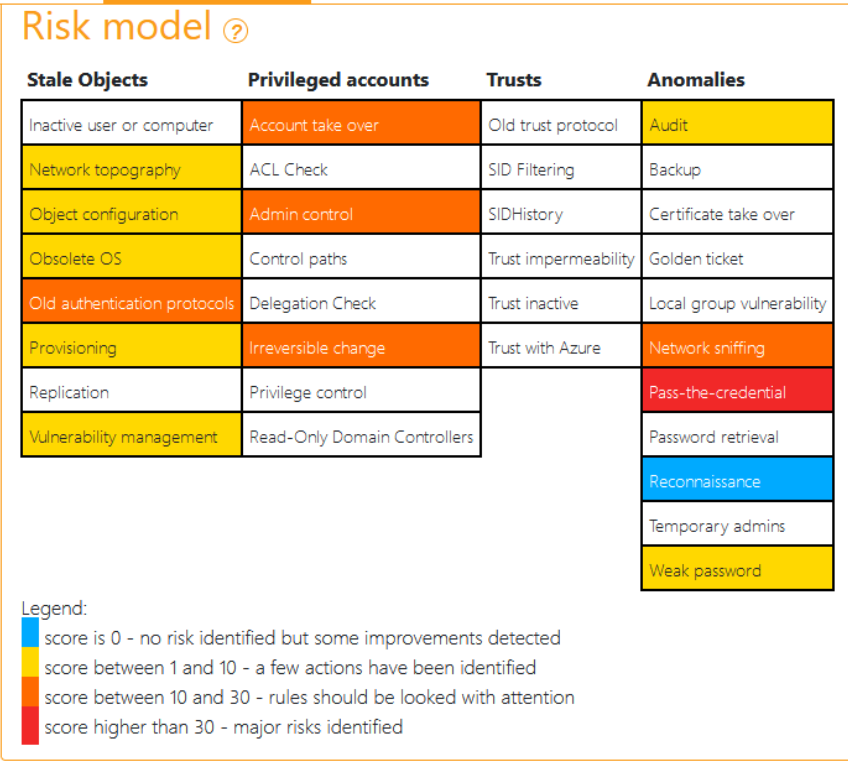 Risk model ?
Stale Objects Privileged accounts Trusts Anomalies
Inactive user or computer Account take over Old trust protocol Audit
Network topography ACL Check SID Filtering Backup
Object configuration Admin control SIDHistory Certificate take over
Obsolete OS Control paths Trust impermeability Golden ticket
Old authentication protocols Delegation Check Trust inactive Local group vulnerability
Provisioning Irreversible change Trust with Azure Network sniffing
Replication Privilege control Pass-the-credential
Vulnerability management Read-Only Domain Controllers Password retrieval
Reconnaissance
Temporary admins
Weak password
Legend:
score is 0 - no risk identified but some improvements detected
score between 1 and 10 - a few actions have been identified
score between 10 and 30 - rules should be looked with attention
score higher than 30 - major risks identified